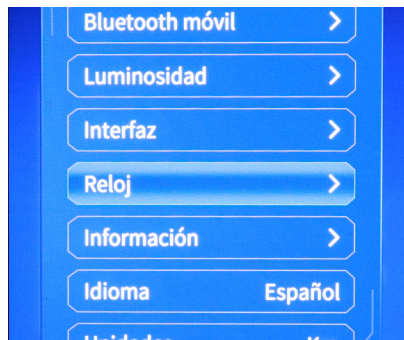 Bluetooth móvil
Luminosidad
Interfaz
Reloj
Información
Idioma Español